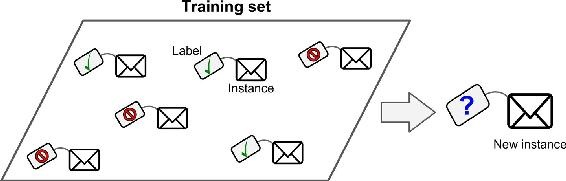 Training set
Label
Instance
?
New instance